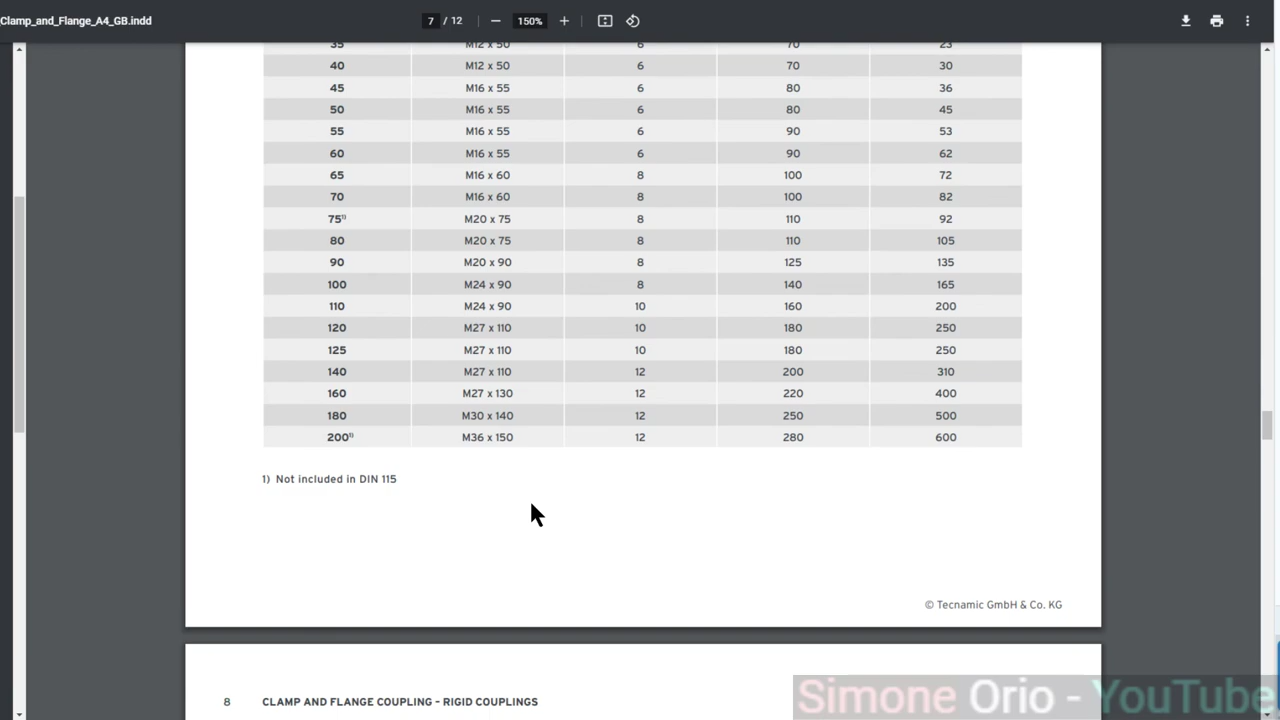 _Clamp_and_Flange_A4_GB.indd 7 / 12 150%
35 M12 x 50 6 70 23
40 M12 x 50 6 70 30
45 M16 x 55 6 80 36
50 M16 x 55 6 80 45
55 M16 x 55 6 90 53
60 M16 x 55 6 90 62
65 M16 x 60 8 100 72
70 M16 x 60 8 100 82
75¹⁾ M20 x 75 8 110 92
80 M20 x 75 8 110 105
90 M20 x 90 8 125 135
100 M24 x 90 8 140 165
110 M24 x 90 10 160 200
120 M27 x 110 10 180 250
125 M27 x 110 10 180 250
140 M27 x 110 12 200 310
160 M27 x 130 12 220 400
180 M30 x 140 12 250 500
200¹⁾ M36 x 150 12 280 600
1) Not included in DIN 115
© Tecnamic GmbH & Co. KG
8 CLAMP AND FLANGE COUPLING – RIGID COUPLINGS
Simone Orio - YouTube